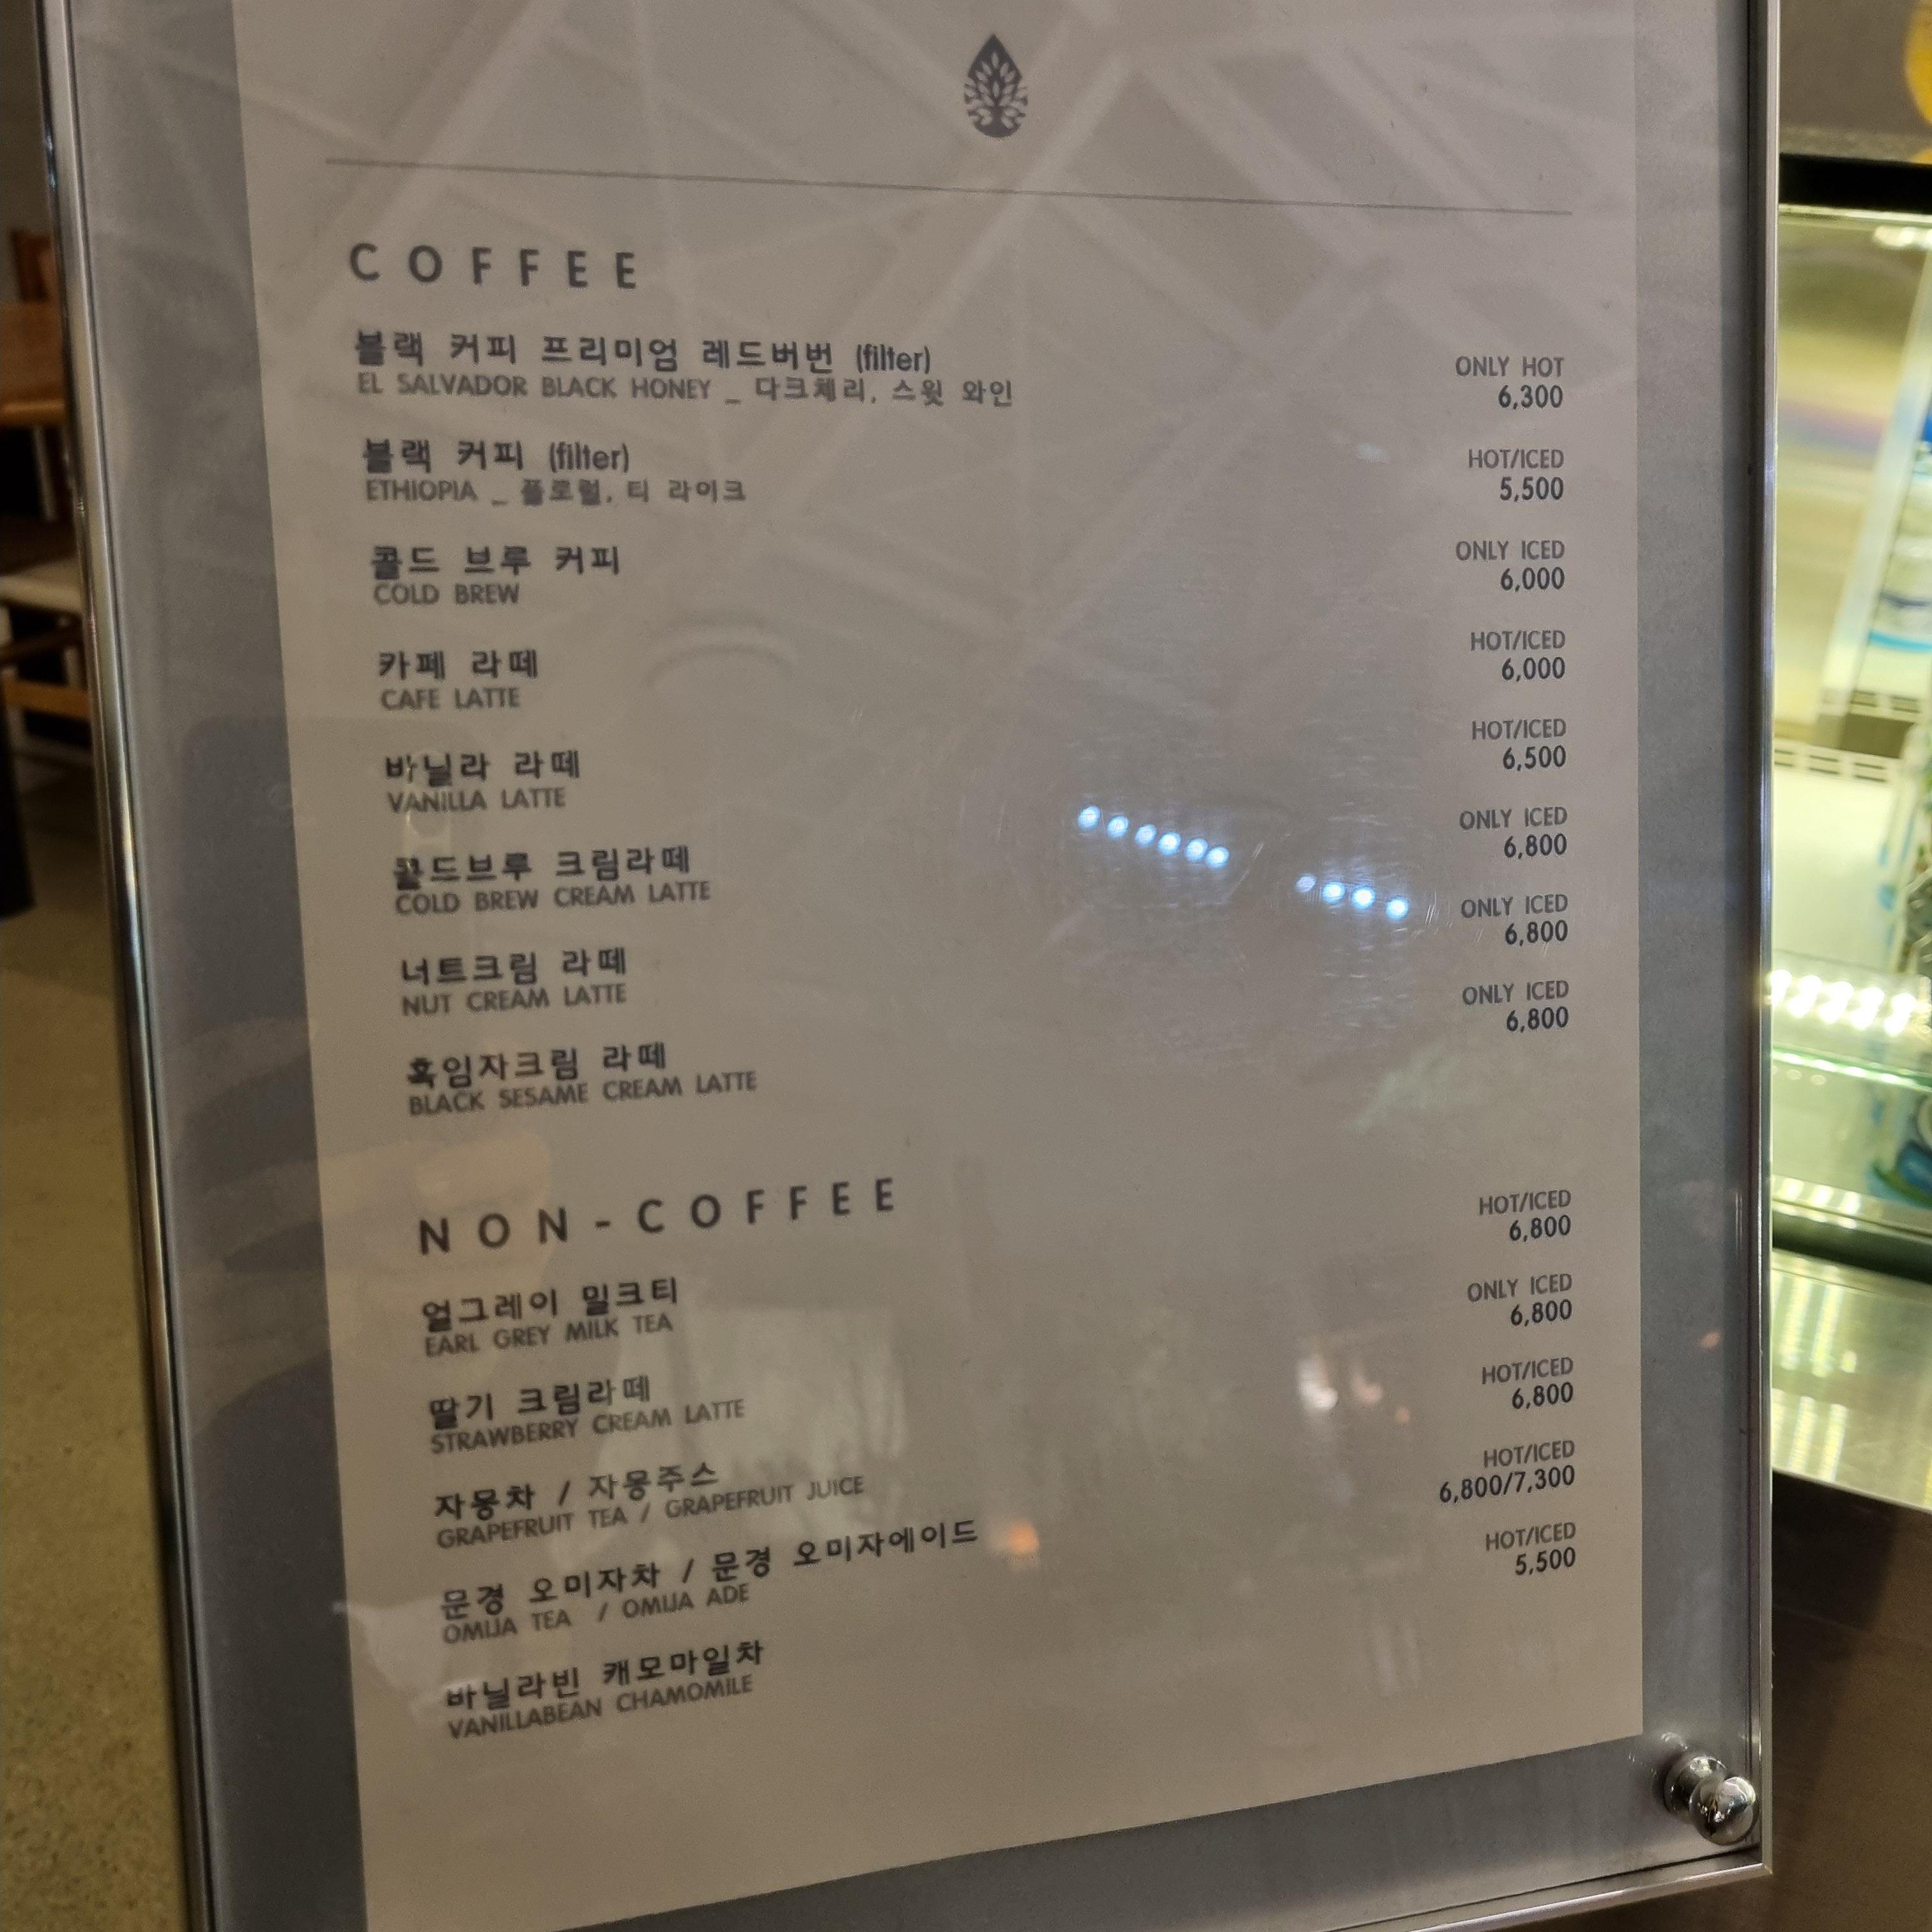 COFFEE
블랙 커피 프리미엄 레드버번 (filter)
EL SALVADOR BLACK HONEY _ 다크체리, 스윗 와인
ONLY HOT
6,300
블랙 커피 (filter)
ETHIOPIA _ 플로럴, 티 라이크
HOT/ICED
5,500
콜드 브루 커피
COLD BREW
ONLY ICED
6,000
카페 라떼
CAFE LATTE
HOT/ICED
6,000
바닐라 라떼
VANILLA LATTE
HOT/ICED
6,500
콜드브루 크림라떼
COLD BREW CREAM LATTE
ONLY ICED
6,800
너트크림 라떼
NUT CREAM LATTE
ONLY ICED
6,800
흑임자크림 라떼
BLACK SESAME CREAM LATTE
ONLY ICED
6,800
NON-COFFEE
얼그레이 밀크티
EARL GREY MILK TEA
HOT/ICED
6,800
딸기 크림라떼
STRAWBERRY CREAM LATTE
ONLY ICED
6,800
자몽차 / 자몽주스
GRAPEFRUIT TEA / GRAPEFRUIT JUICE
HOT/ICED
6,800
문경 오미자차 / 문경 오미자에이드
OMIJA TEA / OMIJA ADE
HOT/ICED
6,800/7,300
바닐라빈 캐모마일차
VANILLABEAN CHAMOMILE
HOT/ICED
5,500